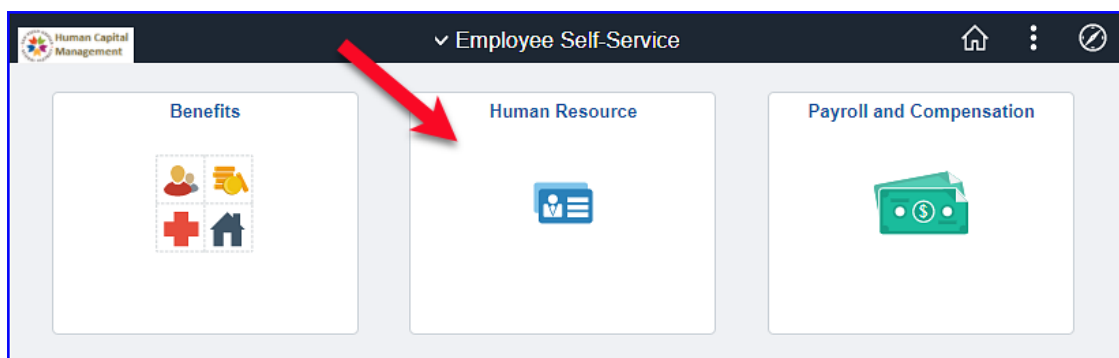 Human Capital
Management
Employee Self-Service
Benefits
Human Resource
Payroll and Compensation
$